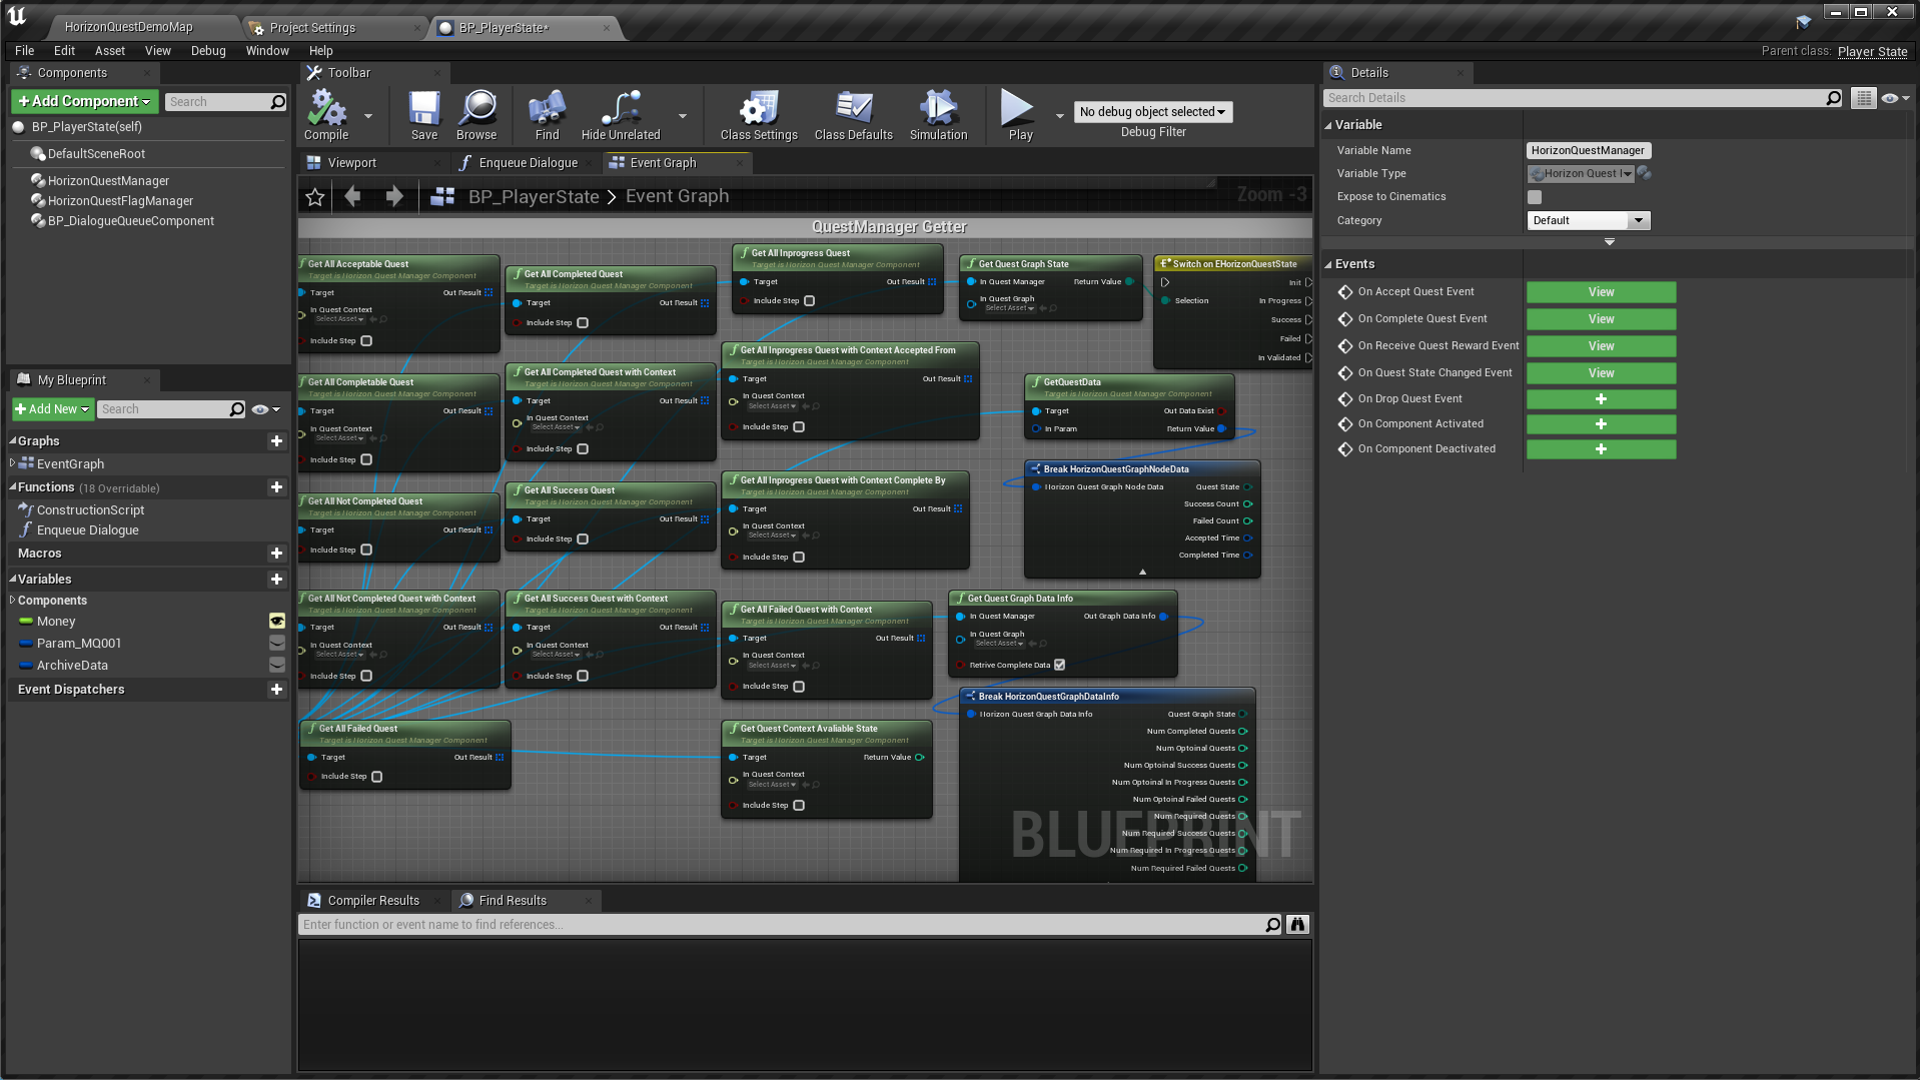 HorizonQuestDemoMap
Project Settings
BP_PlayerState*
File Edit Asset View Debug Window Help
Parent class: Player State
Components
Add Component
Search
BP_PlayerState(self)
DefaultSceneRoot
HorizonQuestManager
HorizonQuestFlagManager
BP_DialogueQueueComponent
My Blueprint
Add New
Search
Graphs
EventGraph
Functions (18 Overridable)
ConstructionScript
Enqueue Dialogue
Macros
Variables
Components
Money
Param_MQ001
ArchiveData
Event Dispatchers
Toolbar
Compile
Save
Browse
Find
Hide Unrelated
Class Settings
Class Defaults
Simulation
Play
No debug object selected
Debug Filter
Viewport
Enqueue Dialogue
Event Graph
BP_PlayerState > Event Graph
Zoom -3
QuestManager Getter
Get All Acceptable Quest
Target is Horizon Quest Manager Component
Target
Out Result
In Quest Context
Select Asset
Include Step
Get All Completed Quest
Target is Horizon Quest Manager Component
Target
Out Result
Include Step
Get All Inprogress Quest
Target is Horizon Quest Manager Component
Target
Out Result
Include Step
Get Quest Graph State
In Quest Manager
Return Value
In Quest Graph
Select Asset
Switch on EHorizonQuestState
Init
Selection
In Progress
Success
Failed
In Validated
Get All Completable Quest
Target is Horizon Quest Manager Component
Target
Out Result
In Quest Context
Select Asset
Include Step
Get All Completed Quest with Context
Target is Horizon Quest Manager Component
Target
Out Result
In Quest Context
Select Asset
Include Step
Get All Inprogress Quest with Context Accepted From
Target is Horizon Quest Manager Component
Target
Out Result
In Quest Context
Select Asset
Include Step
GetQuestData
Target is Horizon Quest Manager Component
Target
Out Data Exist
In Param
Return Value
Get All Not Completed Quest
Target is Horizon Quest Manager Component
Target
Out Result
Include Step
Get All Success Quest
Target is Horizon Quest Manager Component
Target
Out Result
Include Step
Get All Inprogress Quest with Context Complete By
Target is Horizon Quest Manager Component
Target
Out Result
In Quest Context
Select Asset
Include Step
Break HorizonQuestGraphNodeData
Horizon Quest Graph Node Data
Quest State
Success Count
Failed Count
Accepted Time
Completed Time
Get All Not Completed Quest with Context
Target is Horizon Quest Manager Component
Target
Out Result
In Quest Context
Select Asset
Include Step
Get All Success Quest with Context
Target is Horizon Quest Manager Component
Target
Out Result
In Quest Context
Select Asset
Include Step
Get All Failed Quest with Context
Target is Horizon Quest Manager Component
Target
Out Result
In Quest Context
Select Asset
Include Step
Get Quest Graph Data Info
In Quest Manager
Out Graph Data Info
In Quest Graph
Select Asset
Retrive Complete Data
Get All Failed Quest
Target is Horizon Quest Manager Component
Target
Out Result
Include Step
Get Quest Context Avaliable State
Target is Horizon Quest Manager Component
Target
Return Value
In Quest Context
Select Asset
Include Step
Break HorizonQuestGraphDataInfo
Horizon Quest Graph Data Info
Quest Graph State
Num Completed Quests
Num Optoinal Quests
Num Optoinal Success Quests
Num Optoinal In Progress Quests
Num Optoinal Failed Quests
Num Required Quests
Num Required Success Quests
Num Required In Progress Quests
Num Required Failed Quests
BLUEPRINT
Compiler Results
Find Results
Enter function or event name to find references...
Details
Search Details
Variable
Variable Name
HorizonQuestManager
Variable Type
Horizon Quest
Expose to Cinematics
Category
Default
Events
On Accept Quest Event
View
On Complete Quest Event
View
On Receive Quest Reward Event
View
On Quest State Changed Event
View
On Drop Quest Event
On Component Activated
On Component Deactivated